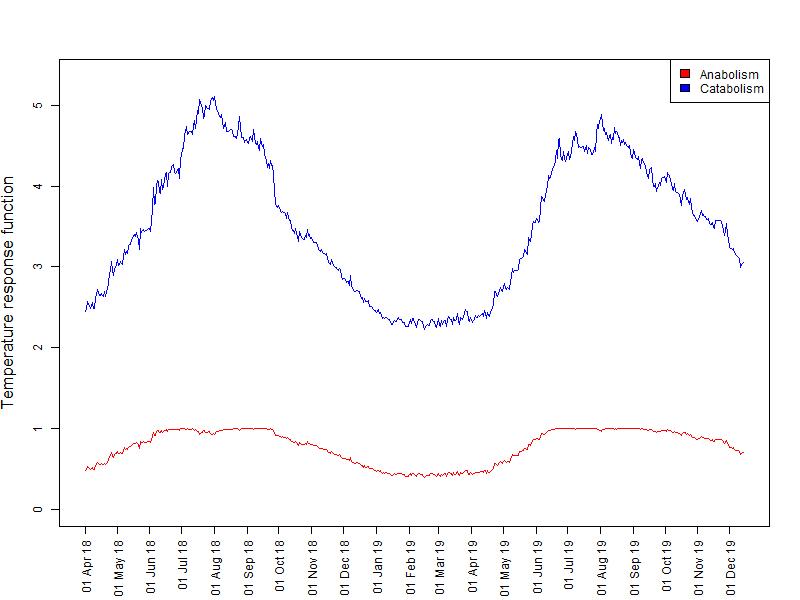 Anabolism
Catabolism
Temperature response function
5
4
3
2
1
0
01 Apr 18
01 May 18
01 Jun 18
01 Jul 18
01 Aug 18
01 Sep 18
01 Oct 18
01 Nov 18
01 Dec 18
01 Jan 19
01 Feb 19
01 Mar 19
01 Apr 19
01 May 19
01 Jun 19
01 Jul 19
01 Aug 19
01 Sep 19
01 Oct 19
01 Nov 19
01 Dec 19